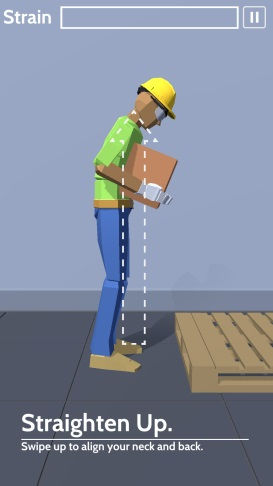 Strain
Straighten Up.
Swipe up to align your neck and back.